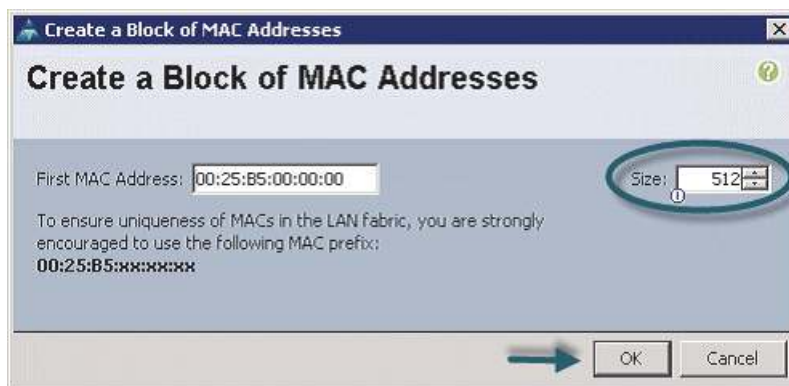 Create a Block of MAC Addresses
Create a Block of MAC Addresses
First MAC Address: 00:25:B5:00:00:00
Size: 512
To ensure uniqueness of MACs in the LAN fabric, you are strongly
encouraged to use the following MAC prefix:
00:25:B5:xx:xx:xx
OK
Cancel